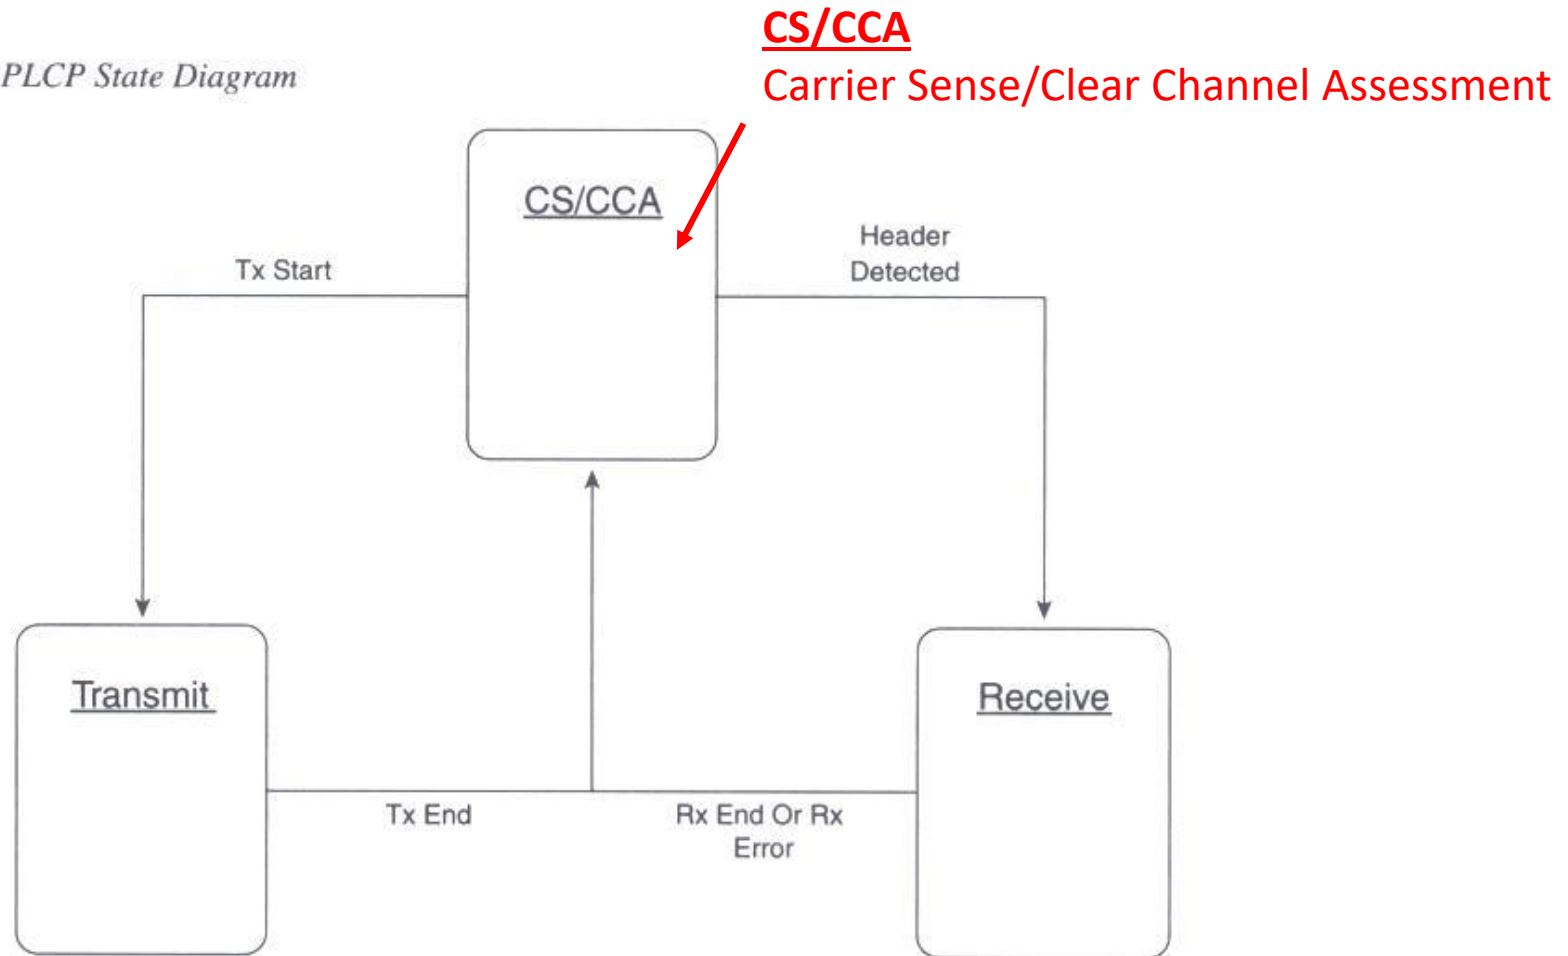 CS/CCA
Carrier Sense/Clear Channel Assessment
PLCP State Diagram
CS/CCA
Tx Start
Header
Detected
Transmit
Receive
Tx End
Rx End Or Rx
Error